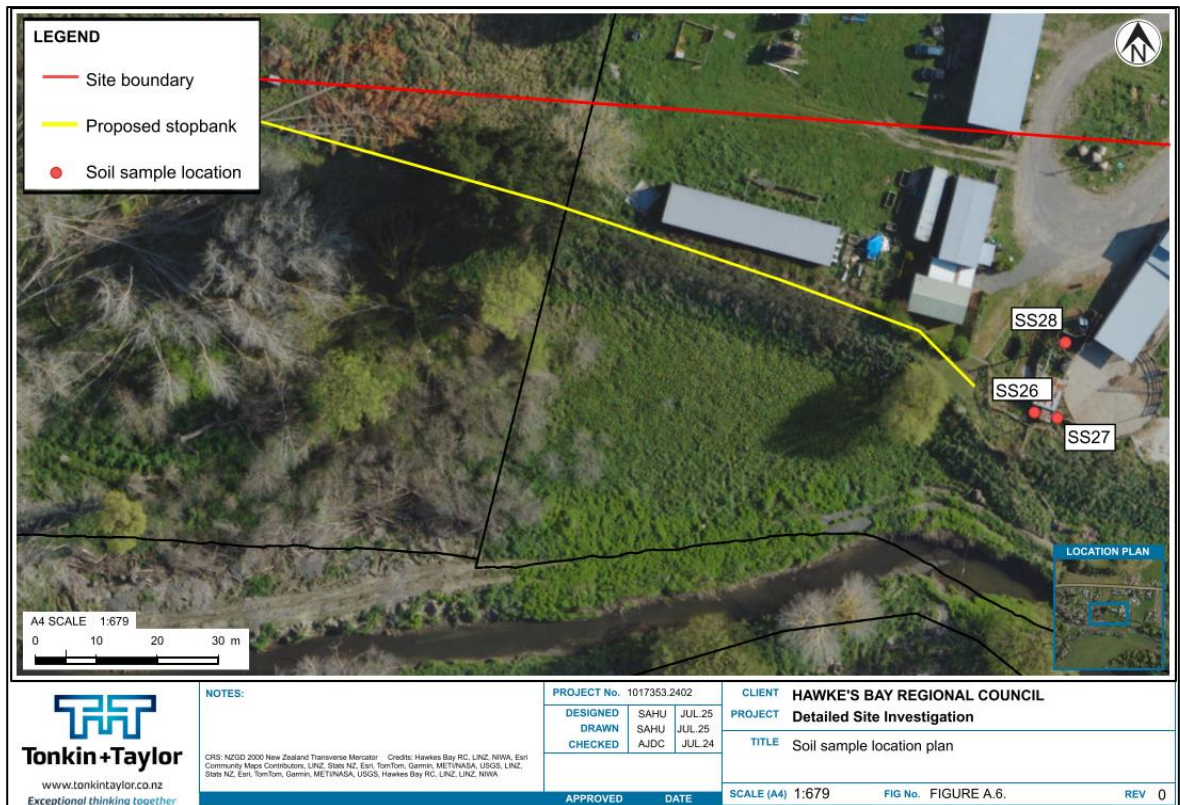 LEGEND
Site boundary
Proposed stopbank
Soil sample location
N
SS28
SS26
SS27
LOCATION PLAN
A4 SCALE 1:679
0 10 20 30 m
Tonkin+Taylor
www.tonkintaylor.co.nz
Exceptional thinking together
NOTES:
CRS: NZGD 2000 New Zealand Transverse Mercator Credits: Hawkes Bay RC, LINZ, NIWA, Esri
Community Maps Contributors, LINZ, Stats NZ, Esri, TomTom, Garmin, METI/NASA, USGS, LINZ,
Stats NZ, Esri, TomTom, Garmin, METI/NASA, USGS, Hawkes Bay RC, LINZ, LINZ, NIWA
PROJECT No. 1017353.2402
DESIGNED SAHU JUL.25
DRAWN SAHU JUL.25
CHECKED AJDC JUL.24
APPROVED DATE
CLIENT HAWKE'S BAY REGIONAL COUNCIL
PROJECT Detailed Site Investigation
TITLE Soil sample location plan
SCALE (A4) 1:679 FIG No. FIGURE A.6. REV 0